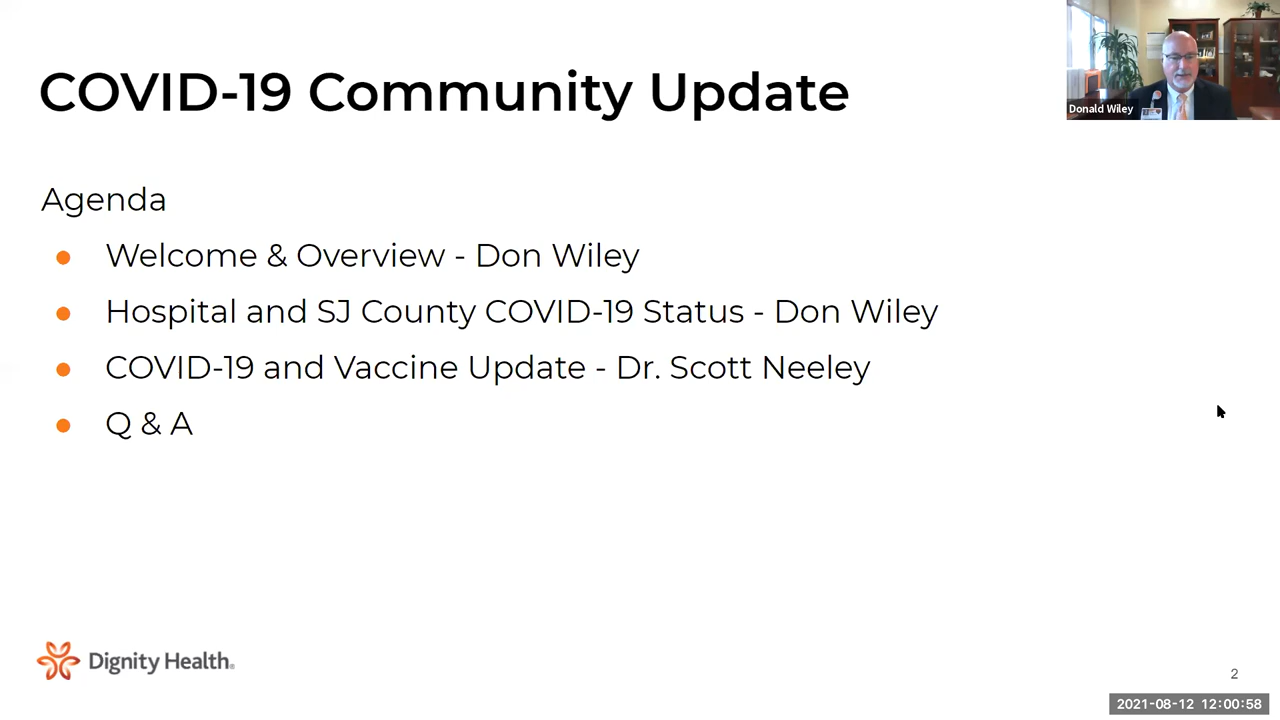 COVID-19 Community Update
Donald Wiley
Agenda
● Welcome & Overview - Don Wiley
● Hospital and SJ County COVID-19 Status - Don Wiley
● COVID-19 and Vaccine Update - Dr. Scott Neeley
● Q & A
Dignity Health.
2
2021-08-12 12:00:58